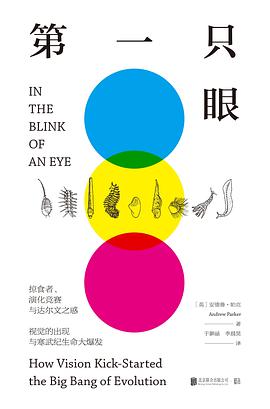 第一只眼
IN
THE
BLINK
OF
AN EYE
掠食者、
演化竞赛
与达尔文之惑
视觉的出现
与寒武纪生命大爆发
How Vision Kick-Started
the Big Bang of Evolution
[英] 安德鲁·帕克
Andrew Parker
著
于翮涵 李晨昊
译
北京联合出版公司